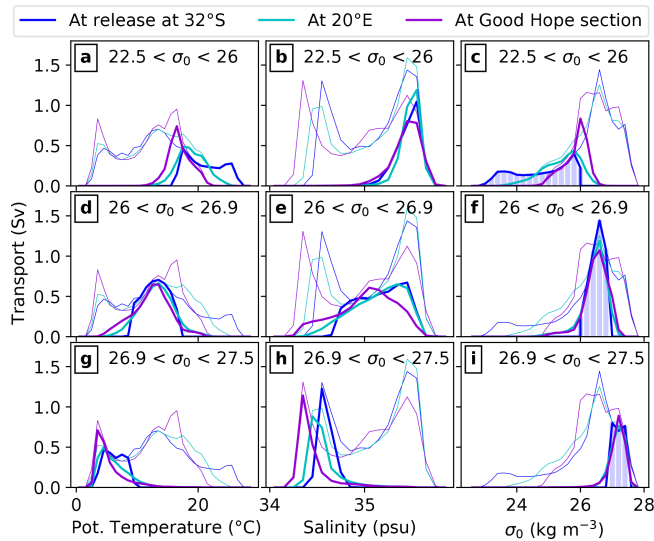 At release at 32°S At 20°E At Good Hope section
a 22.5 < σ₀ < 26 b 22.5 < σ₀ < 26 c 22.5 < σ₀ < 26
1.5
1.0
0.5
0.0
d 26 < σ₀ < 26.9 e 26 < σ₀ < 26.9 f 26 < σ₀ < 26.9
Transport (Sv)
1.5
1.0
0.5
0.0
g 26.9 < σ₀ < 27.5 h 26.9 < σ₀ < 27.5 i 26.9 < σ₀ < 27.5
1.5
1.0
0.5
0.0
0 20 34 35 24 26 28
Pot. Temperature (°C) Salinity (psu) σ₀ (kg m⁻³)